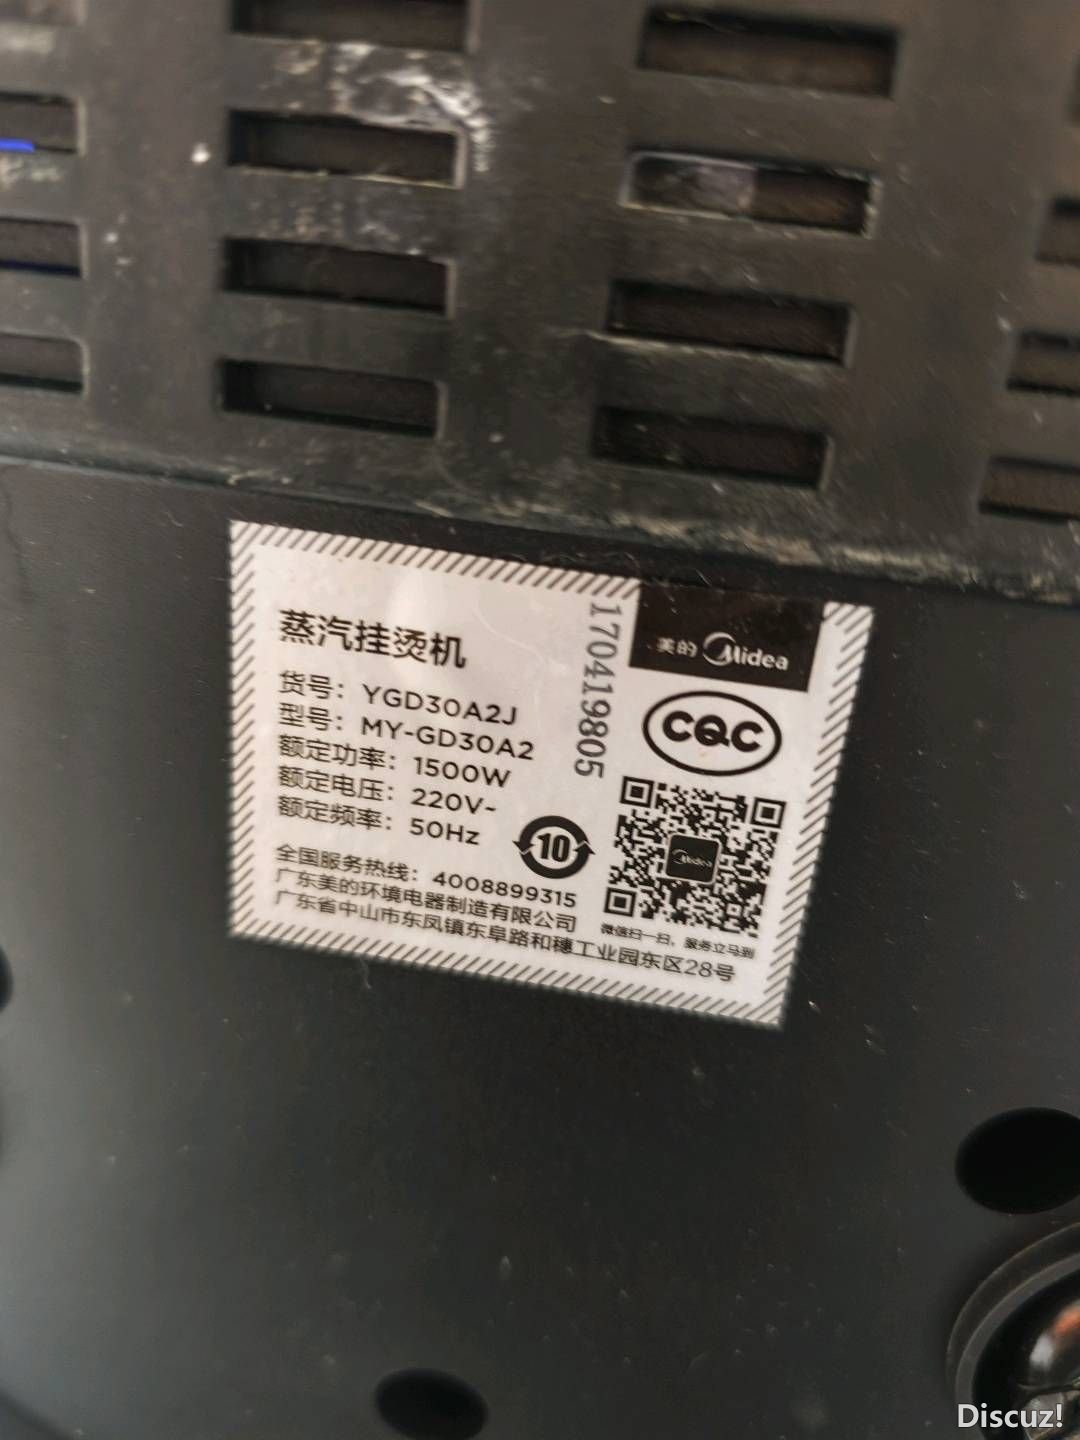 蒸汽挂烫机
货号：YGD30A2J
型号：MY-GD30A2
额定功率：1500W
额定电压：220V~
额定频率：50Hz
全国服务热线：4008899315
广东美的环境电器制造有限公司
广东省中山市东凤镇东阜路和穗工业园东区28号
170419805
美的 Midea
CQC
10
Midea
微信扫一扫，服务立马到
Discuz!